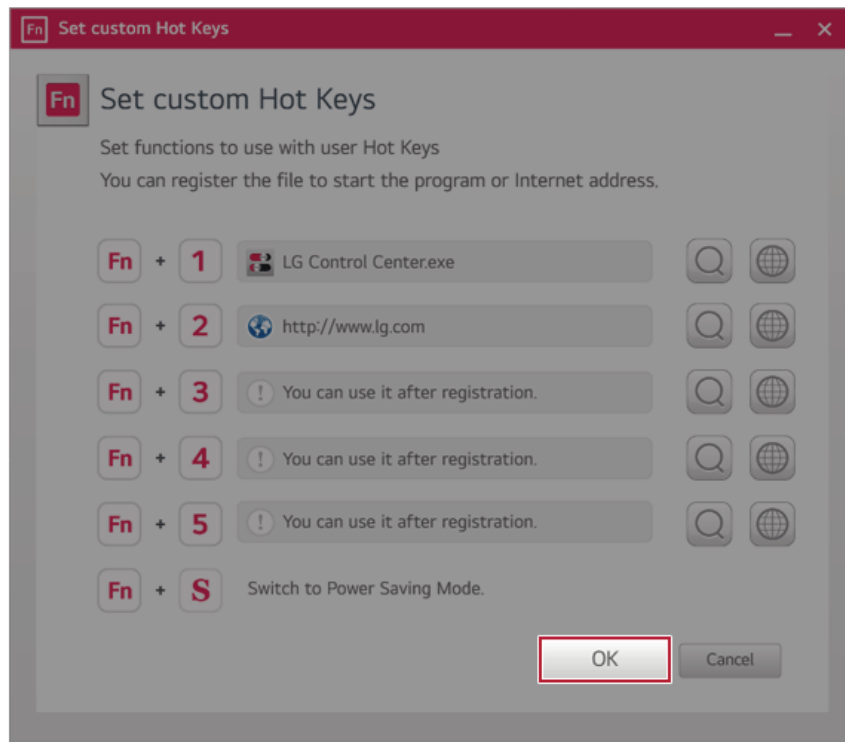 Fn Set custom Hot Keys
Fn Set custom Hot Keys
Set functions to use with user Hot Keys
You can register the file to start the program or Internet address.
Fn + 1 LG Control Center.exe
Fn + 2 http://www.lg.com
Fn + 3 ! You can use it after registration.
Fn + 4 ! You can use it after registration.
Fn + 5 ! You can use it after registration.
Fn + S Switch to Power Saving Mode.
OK Cancel